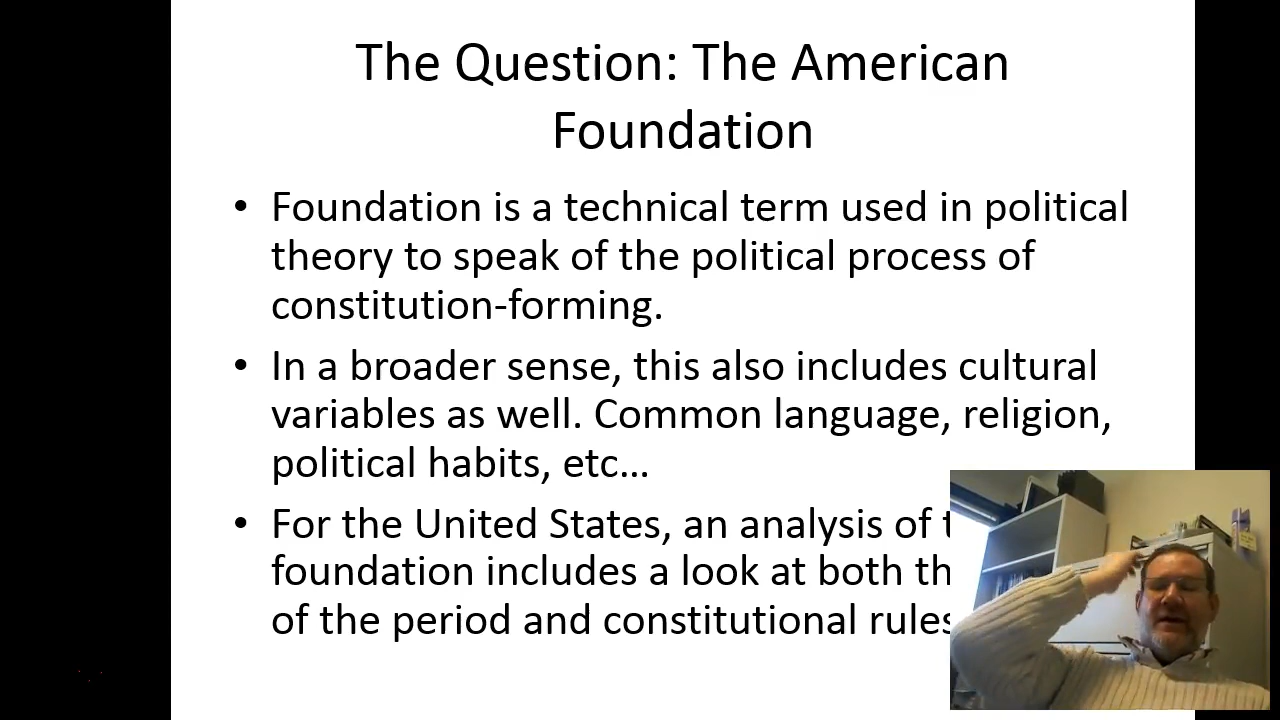 The Question: The American
Foundation
• Foundation is a technical term used in political
theory to speak of the political process of
constitution-forming.
• In a broader sense, this also includes cultural
variables as well. Common language, religion,
political habits, etc…
• For the United States, an analysis of
foundation includes a look at both
of the period and constitutional rules